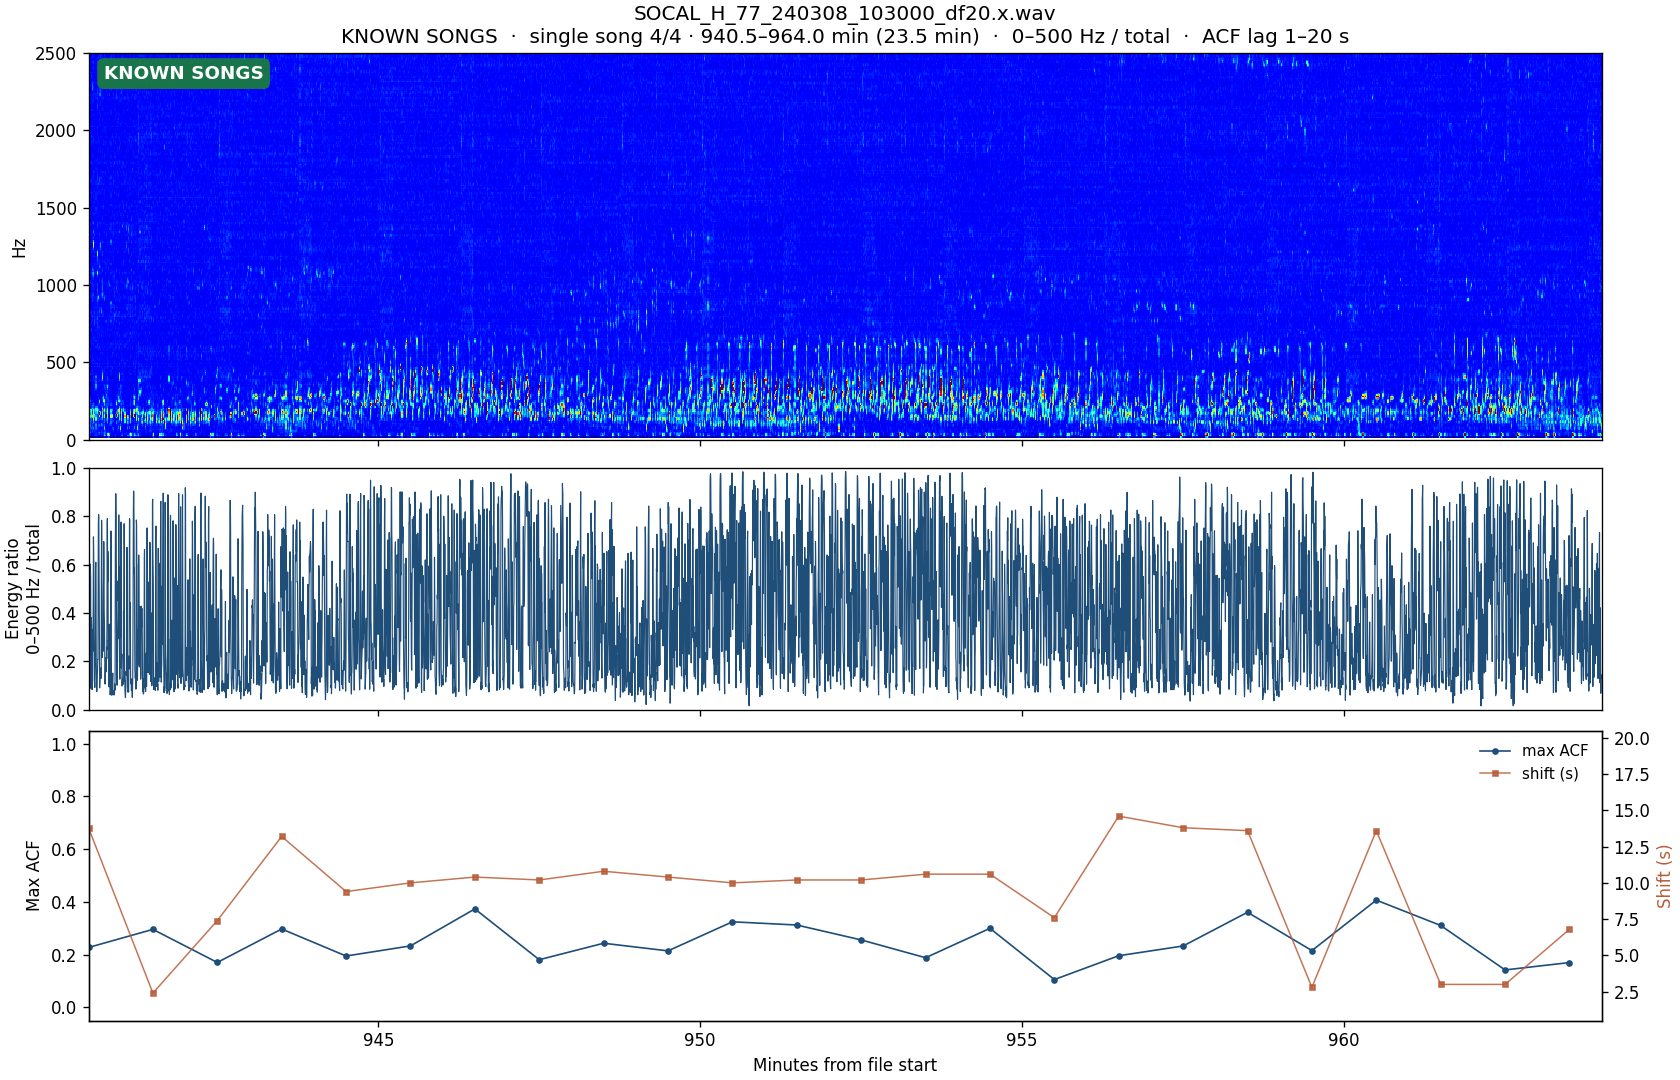 SOCAL_H_77_240308_103000_df20.x.wav
KNOWN SONGS · single song 4/4 · 940.5–964.0 min (23.5 min) · 0–500 Hz / total · ACF lag 1–20 s
KNOWN SONGS
2500
2000
1500
1000
500
0
Hz
1.0
0.8
0.6
0.4
0.2
0.0
Energy ratio
0–500 Hz / total
1.0
0.8
0.6
0.4
0.2
0.0
Max ACF
max ACF
shift (s)
20.0
17.5
15.0
12.5
10.0
7.5
5.0
2.5
Shift (s)
945
950
955
960
Minutes from file start